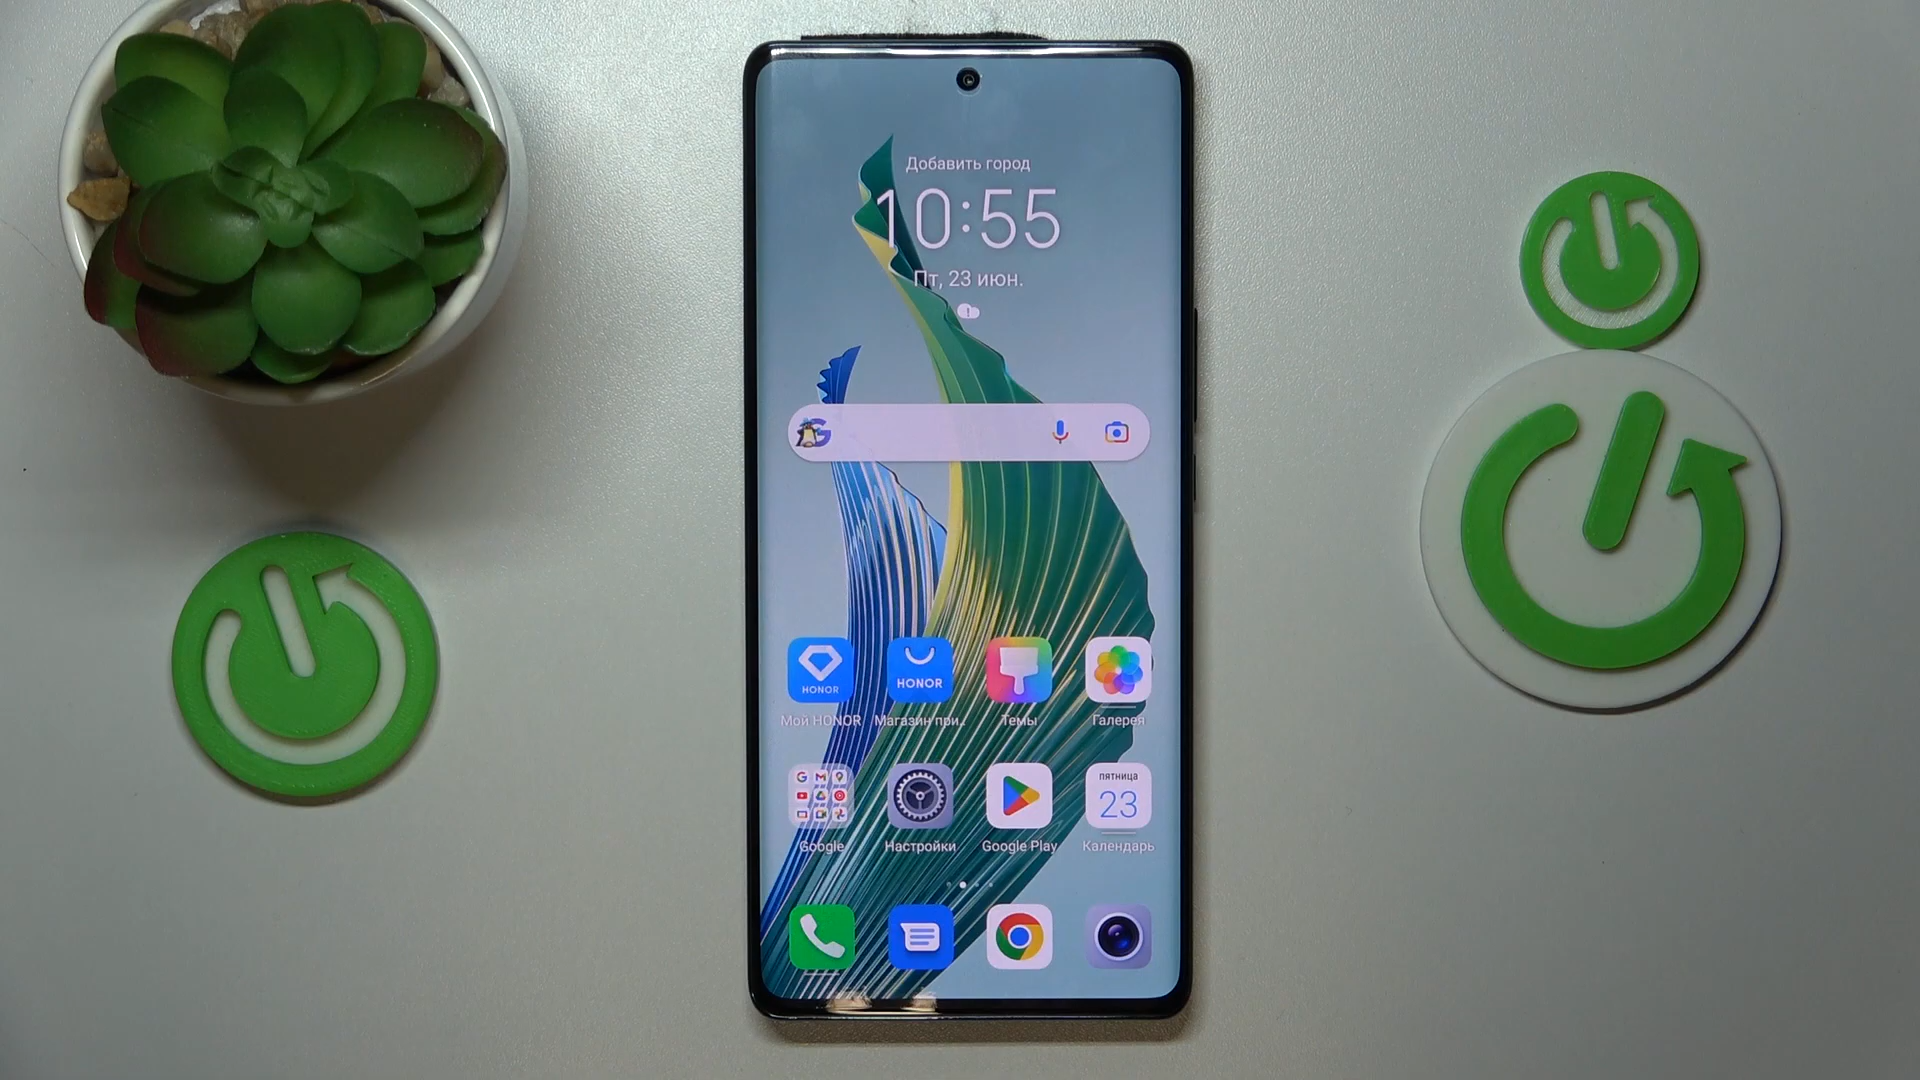 Добавить город
10:55
Пт, 23 июн.
HONOR
HONOR
Мой HONOR
Магазин при..
Темы
Галерея
пятница
23
Google
Настройки
Google Play
Календарь